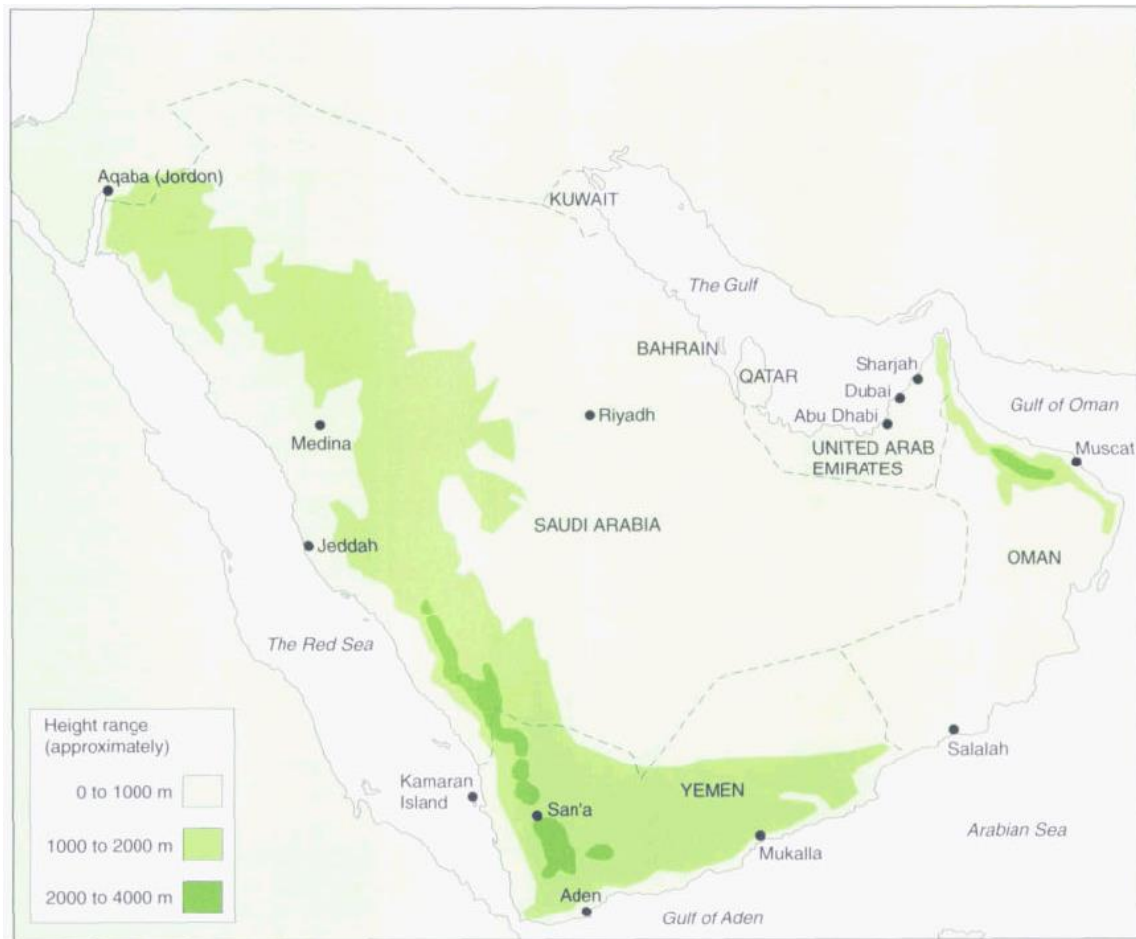 Aqaba (Jordon)
KUWAIT
The Gulf
BAHRAIN
QATAR
Sharjah
Dubai
Abu Dhabi
Gulf of Oman
Riyadh
Medina
UNITED ARAB
EMIRATES
Muscat
SAUDI ARABIA
Jeddah
OMAN
The Red Sea
Height range
(approximately)
0 to 1000 m
1000 to 2000 m
2000 to 4000 m
Salalah
Kamaran
Island
YEMEN
San'a
Mukalla
Arabian Sea
Aden
Gulf of Aden